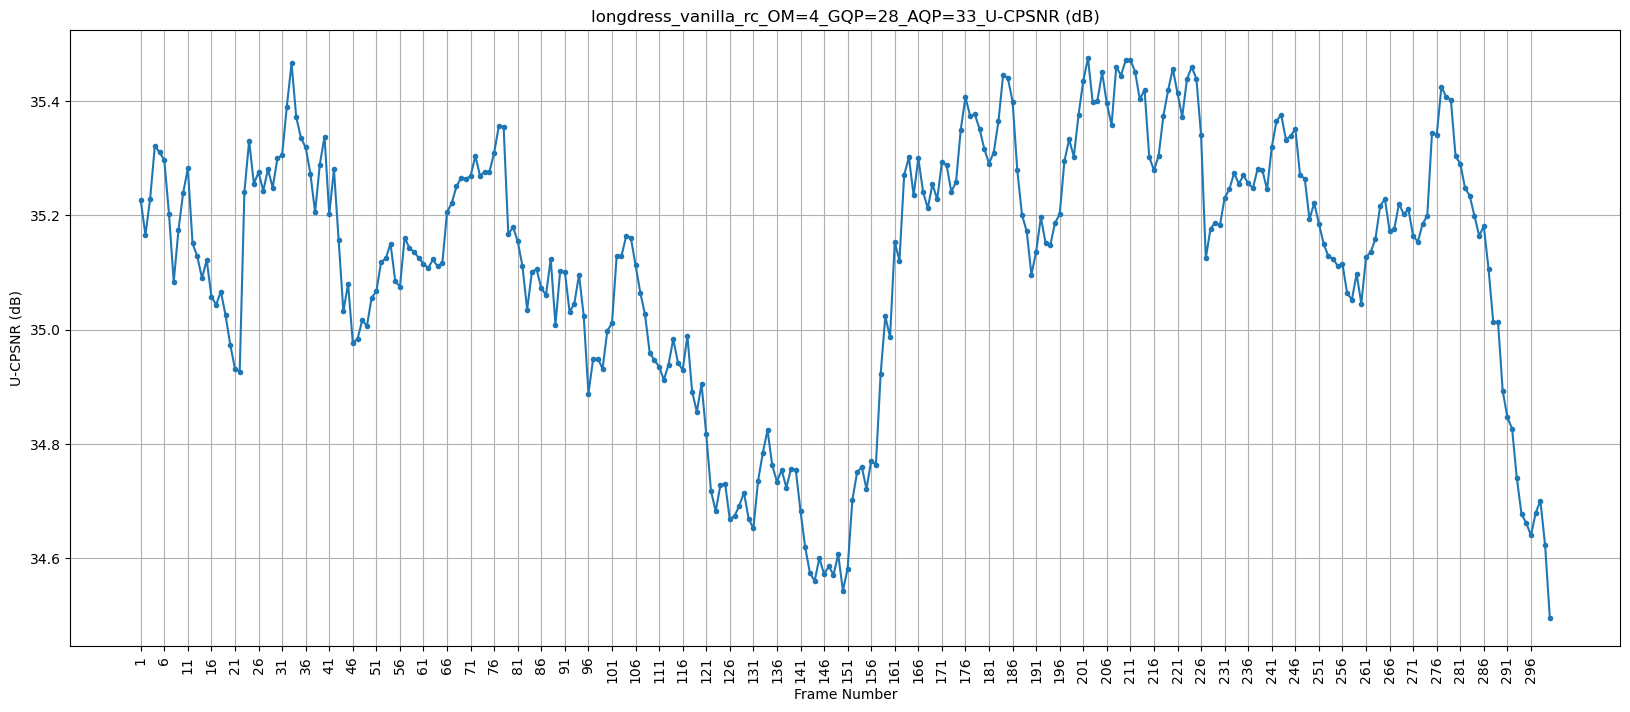 longdress_vanilla_rc_OM=4_GQP=28_AQP=33_U-CPSNR (dB)
U-CPSNR (dB)
35.4
35.2
35.0
34.8
34.6
1 6 11 16 21 26 31 36 41 46 51 56 61 66 71 76 81 86 91 96 101 106 111 116 121 126 131 136 141 146 151 156 161 166 171 176 181 186 191 196 201 206 211 216 221 226 231 236 241 246 251 256 261 266 271 276 281 286 291 296
Frame Number